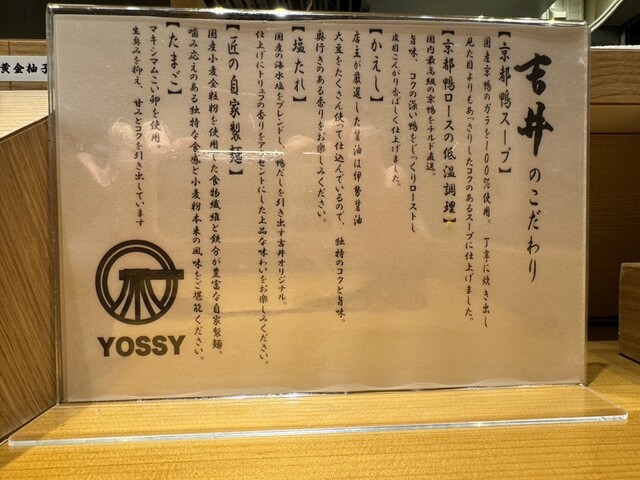 吉井のこだわり
【京都鴨スープ】
国産京鴨のガラを100%使用。丁寧に炊き出し
見た目よりもあっさりしたコクのあるスープに仕上げました。
【京都鴨ロースの低温調理】
国内最高級の京鴨をチルド直送。
旨味、コクの深い鴨をじっくりローストし
皮目こんがり香ばしく仕上げました。
【かえし】
店主が厳選した醤油は伊勢醤油
大豆をたくさん使って仕込んでいるので、独特のコクと旨味。
奥行きのある香りをお楽しみください。
【塩たれ】
国産の海水塩をブレンドし、鴨だしを引き出す吉井オリジナル。
仕上げにトリュフの香りをアクセントにした上品な味わいをお楽しみください。
【匠の自家製麺】
国産小麦全粒粉を使用した食物繊維と鉄分が豊富な自家製麺。
噛み応えのある独特な食感と小麦粉本来の風味をご堪能ください。
【たまご】
マキシマムこい卵を使用。
生臭みを抑え、甘みとコクを引き出しています
YOSSY
黄金柚子